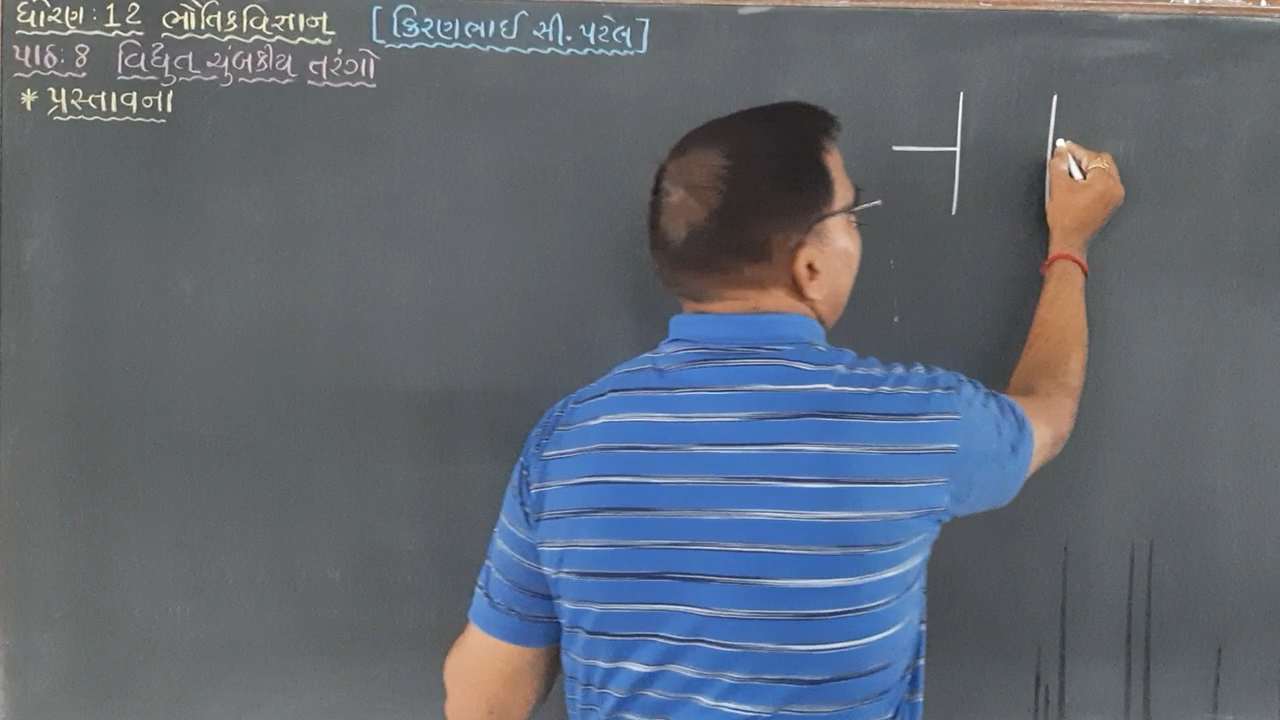 ધોરણ : 12 ભૌતિકવિજ્ઞાન [કિરણભાઈ સી. પટેલ]
પાઠ : 8 વિદ્યુત ચુંબકીય તરંગો
* પ્રસ્તાવના